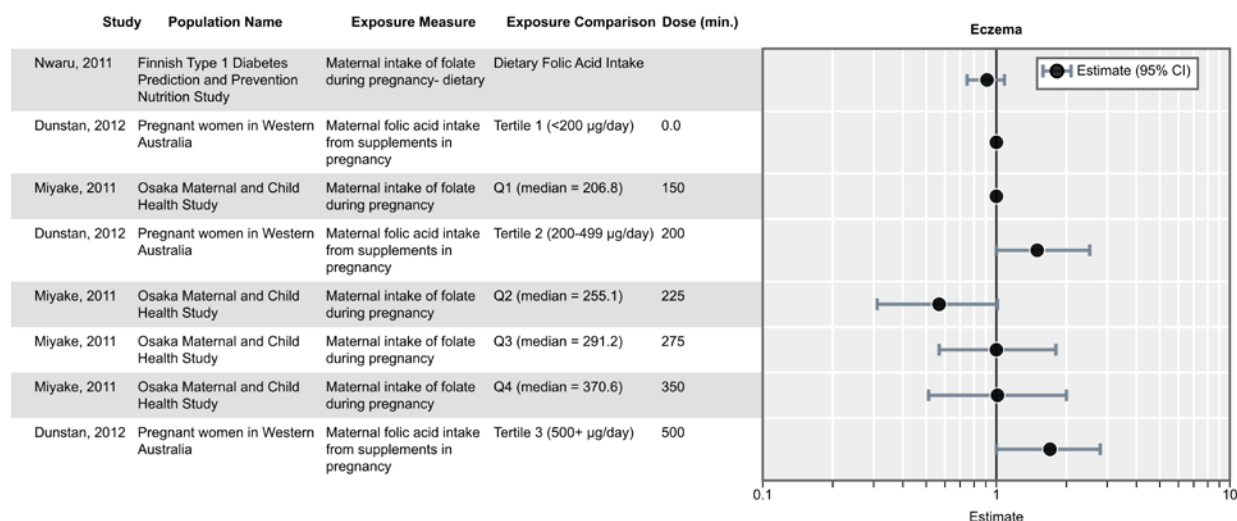 Study Population Name Exposure Measure Exposure Comparison Dose (min.)
Eczema
Nwaru, 2011 Finnish Type 1 Diabetes Maternal intake of folate Dietary Folic Acid Intake
Prediction and Prevention during pregnancy- dietary
Nutrition Study
Estimate (95% CI)
Dunstan, 2012 Pregnant women in Western Maternal folic acid intake Tertile 1 (<200 μg/day) 0.0
Australia from supplements in
pregnancy
Miyake, 2011 Osaka Maternal and Child Maternal intake of folate Q1 (median = 206.8) 150
Health Study during pregnancy
Dunstan, 2012 Pregnant women in Western Maternal folic acid intake Tertile 2 (200-499 μg/day) 200
Australia from supplements in
pregnancy
Miyake, 2011 Osaka Maternal and Child Maternal intake of folate Q2 (median = 255.1) 225
Health Study during pregnancy
Miyake, 2011 Osaka Maternal and Child Maternal intake of folate Q3 (median = 291.2) 275
Health Study during pregnancy
Miyake, 2011 Osaka Maternal and Child Maternal intake of folate Q4 (median = 370.6) 350
Health Study during pregnancy
Dunstan, 2012 Pregnant women in Western Maternal folic acid intake Tertile 3 (500+ μg/day) 500
Australia from supplements in
pregnancy
0.1 1 10
Estimate